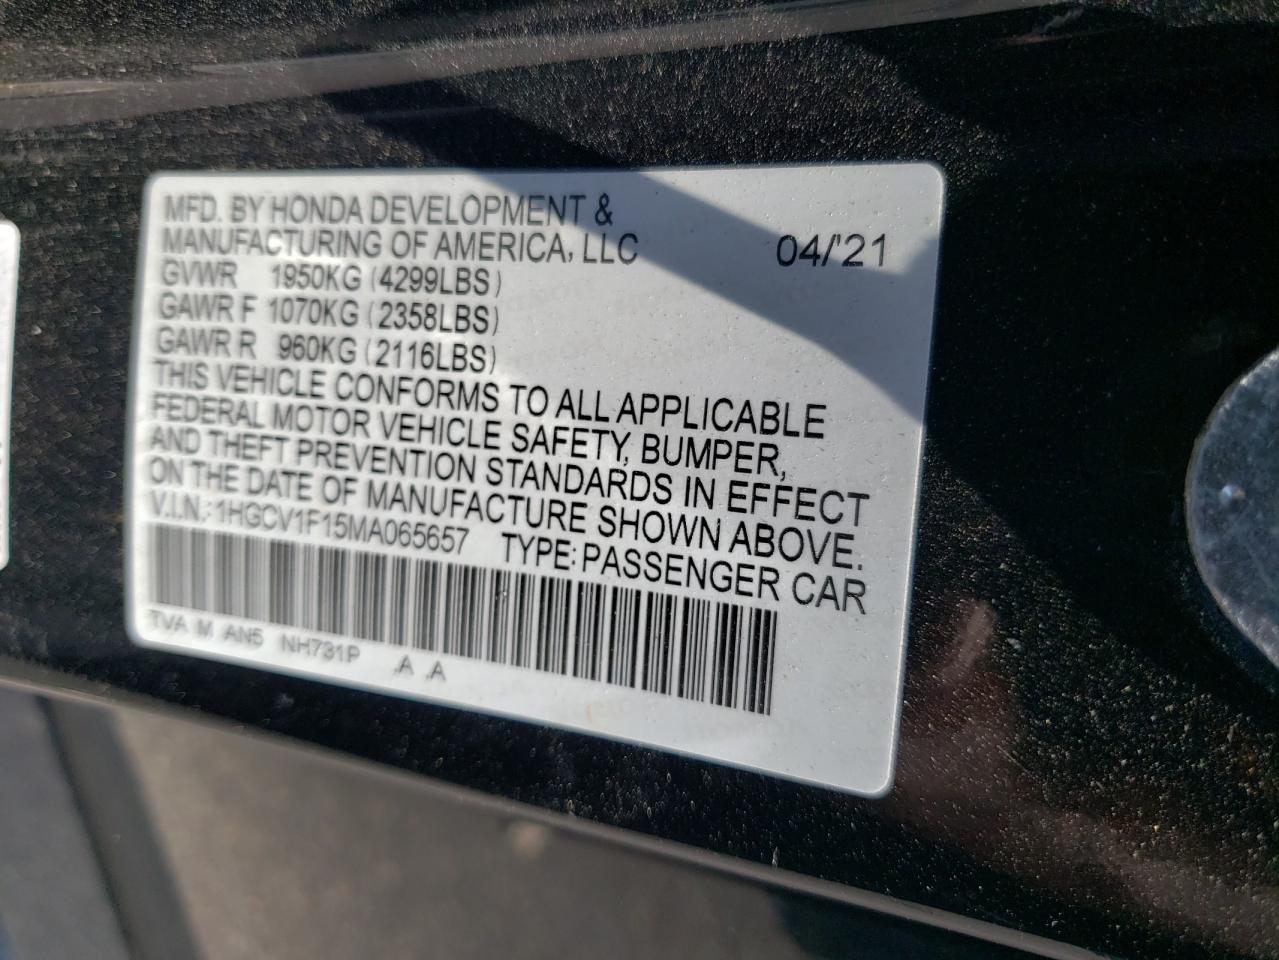 MFD. BY HONDA DEVELOPMENT &
MANUFACTURING OF AMERICA, LLC 04/'21
GVWR 1950KG (4299LBS)
GAWR F 1070KG (2358LBS)
GAWR R 960KG (2116LBS)
THIS VEHICLE CONFORMS TO ALL APPLICABLE
FEDERAL MOTOR VEHICLE SAFETY, BUMPER,
AND THEFT PREVENTION STANDARDS IN EFFECT
ON THE DATE OF MANUFACTURE SHOWN ABOVE.
V.I.N.: 1HGCV1F15MA065657 TYPE: PASSENGER CAR
TVA M AN5 NH731P .A .A